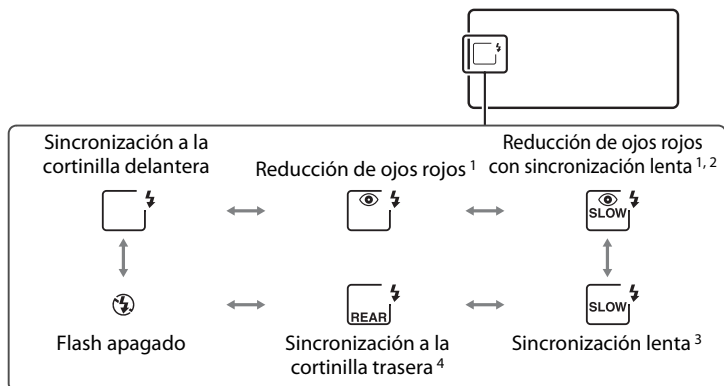 Sincronización a la
cortinilla delantera
Reducción de ojos rojos 1
Reducción de ojos rojos
con sincronización lenta 1, 2
SLOW
REAR
SLOW
Flash apagado
Sincronización a la
cortinilla trasera 4
Sincronización lenta 3